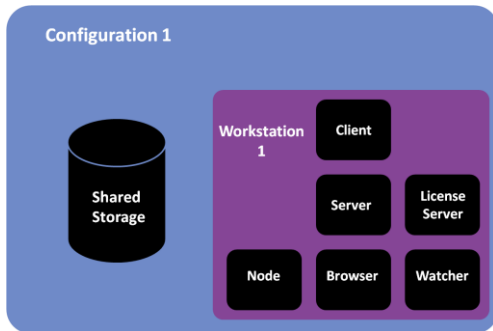 Configuration 1
Workstation
1
Client
Shared
Storage
Server
License
Server
Node
Browser
Watcher